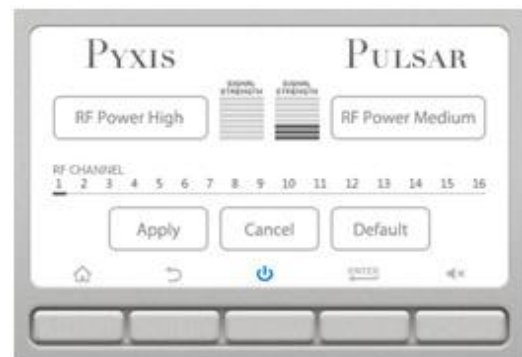 PYXIS
PULSAR
SIGNAL STRENGTH
SIGNAL STRENGTH
RF Power High
RF Power Medium
RF CHANNEL
1 2 3 4 5 6 7 8 9 10 11 12 13 14 15 16
Apply
Cancel
Default
ENTER